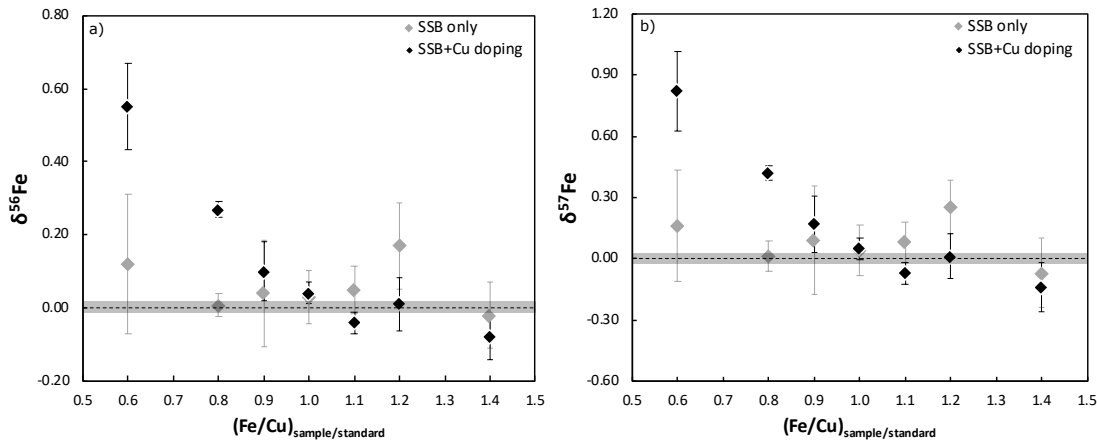 a)
SSB only
SSB+Cu doping
0.80
0.60
0.40
0.20
0.00
-0.20
δ⁵⁶Fe
0.5 0.6 0.7 0.8 0.9 1.0 1.1 1.2 1.3 1.4 1.5
(Fe/Cu)sample/standard
b)
SSB only
SSB+Cu doping
1.20
0.90
0.60
0.30
0.00
-0.30
-0.60
δ⁵⁷Fe
0.5 0.6 0.7 0.8 0.9 1.0 1.1 1.2 1.3 1.4 1.5
(Fe/Cu)sample/standard